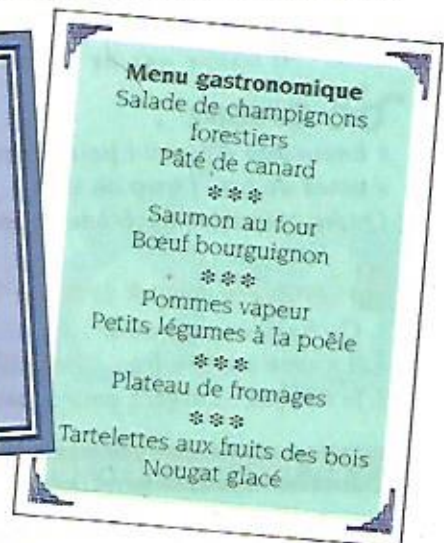 Menu gastronomique
Salade de champignons
forestiers
Pâté de canard
***
Saumon au four
Bœuf bourguignon
***
Pommes vapeur
Petits légumes à la poêle
***
Plateau de fromages
***
Tartelettes aux fruits des bois
Nougat glacé